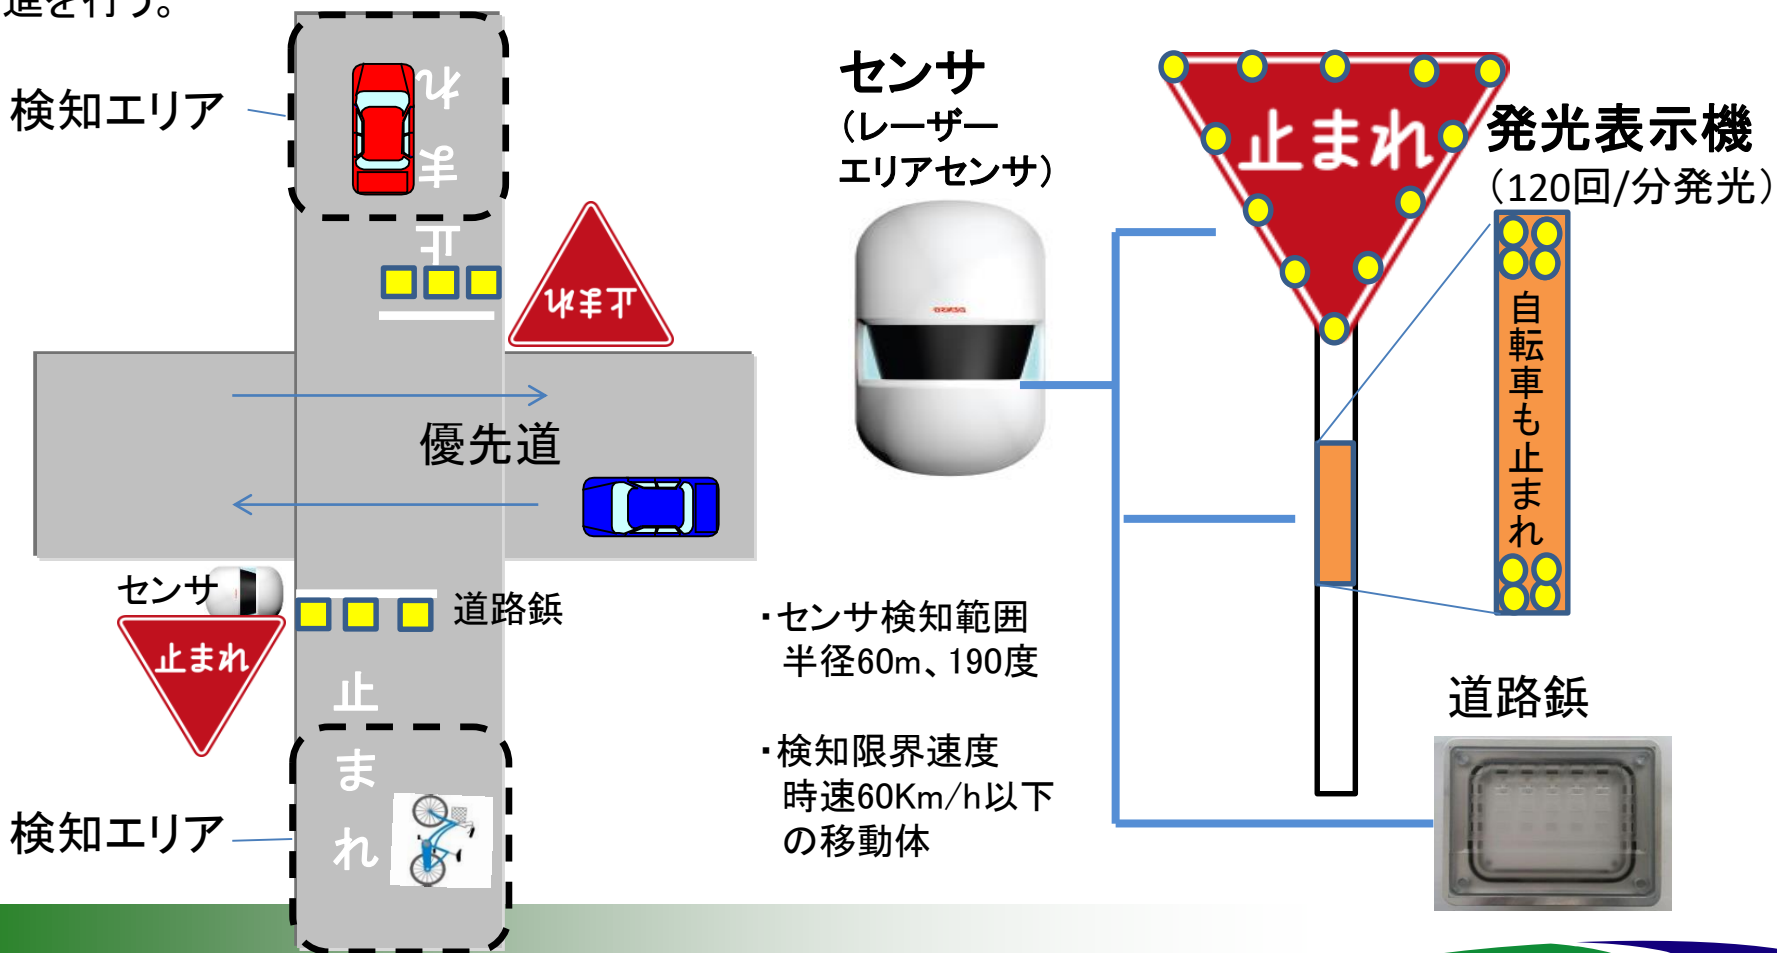 進を行う。
検知エリア
止まれ
止まれ
優先道
センサ
道路鋲
止まれ
止まれ
検知エリア
センサ
（レーザー
エリアセンサ）
DENSO
・センサ検知範囲
半径60m、190度
・検知限界速度
時速60Km/h以下
の移動体
止まれ
発光表示機
（120回/分発光）
自転車も止まれ
道路鋲